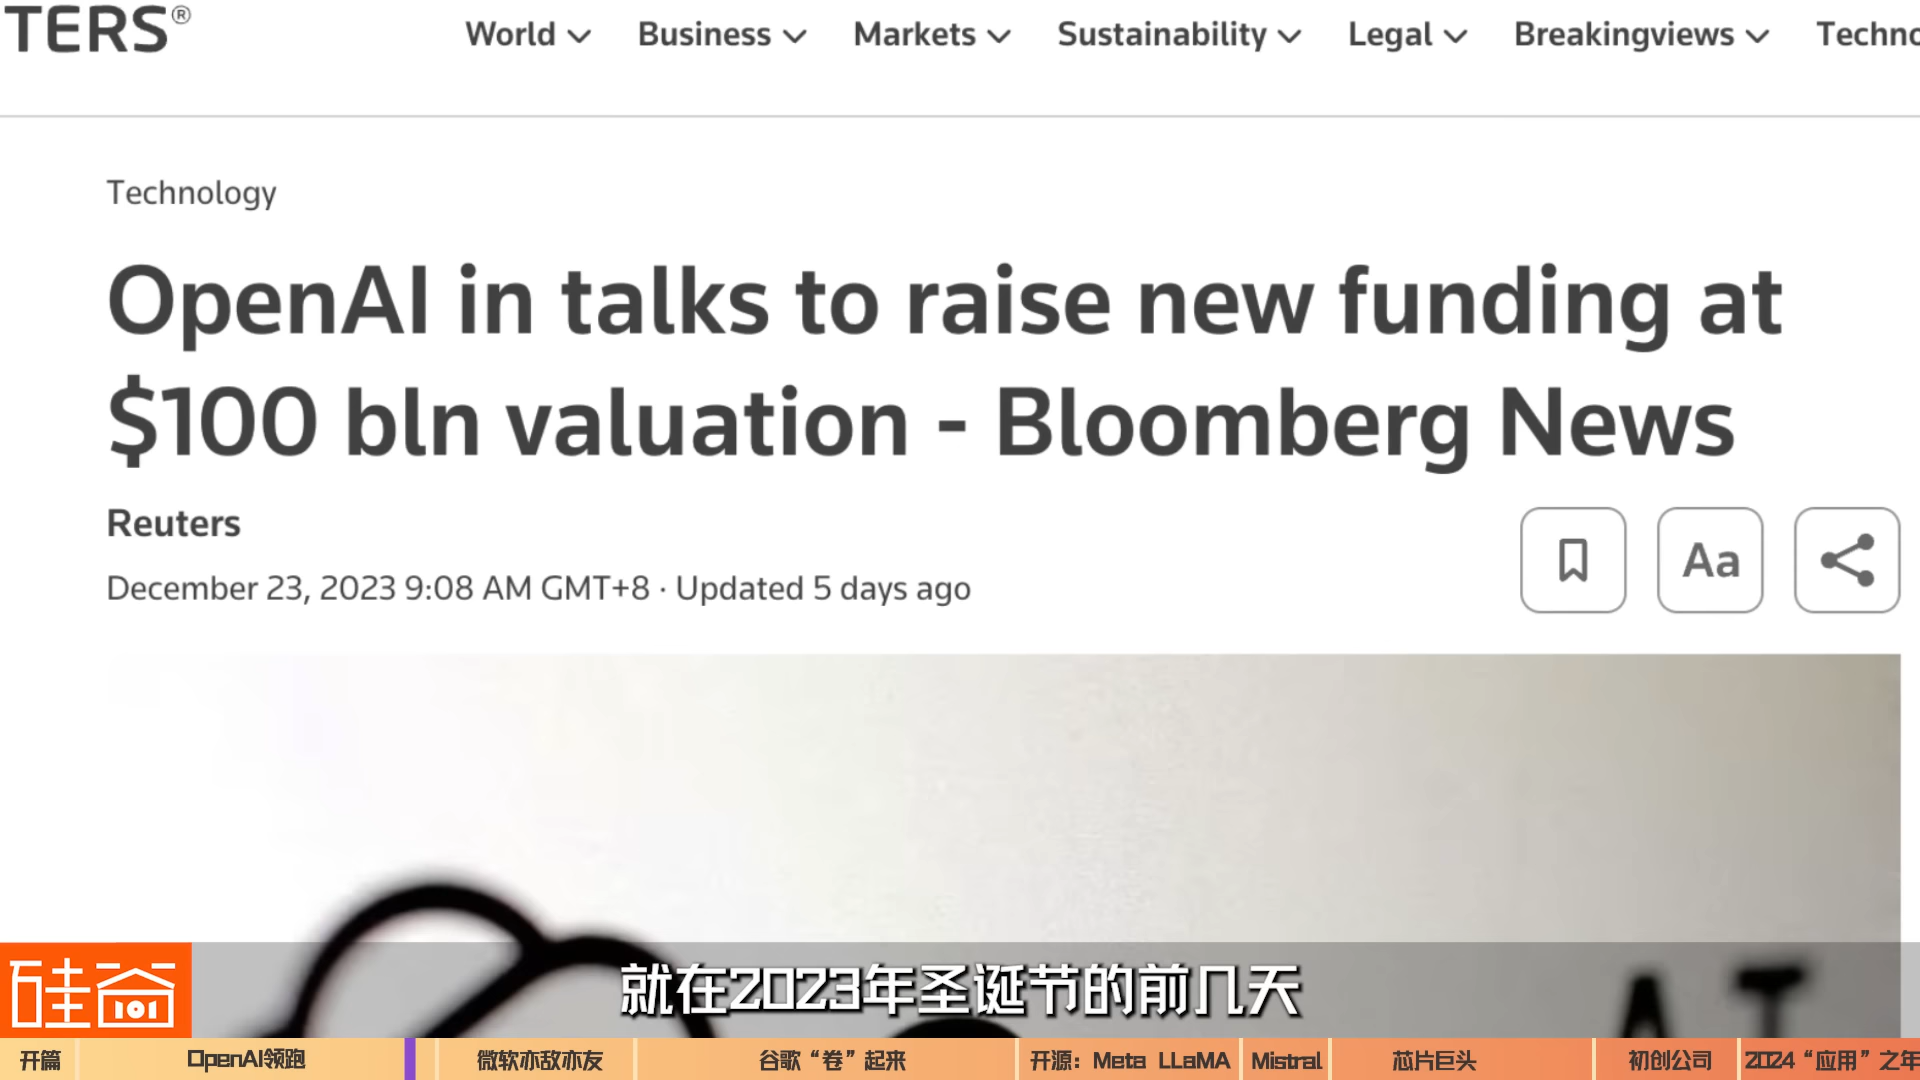 TERS®
World Business Markets Sustainability Legal Breakingviews Techno
Technology
OpenAI in talks to raise new funding at
$100 bln valuation - Bloomberg News
Reuters
December 23, 2023 9:08 AM GMT+8 · Updated 5 days ago
Aa
AI
硅谷
101
就在2023年圣诞节的前几天
开篇 OpenAI领跑 微软亦敌亦友 谷歌“卷”起来 开源：Meta LLaMA Mistral 芯片巨头 初创公司 2024“应用”之年